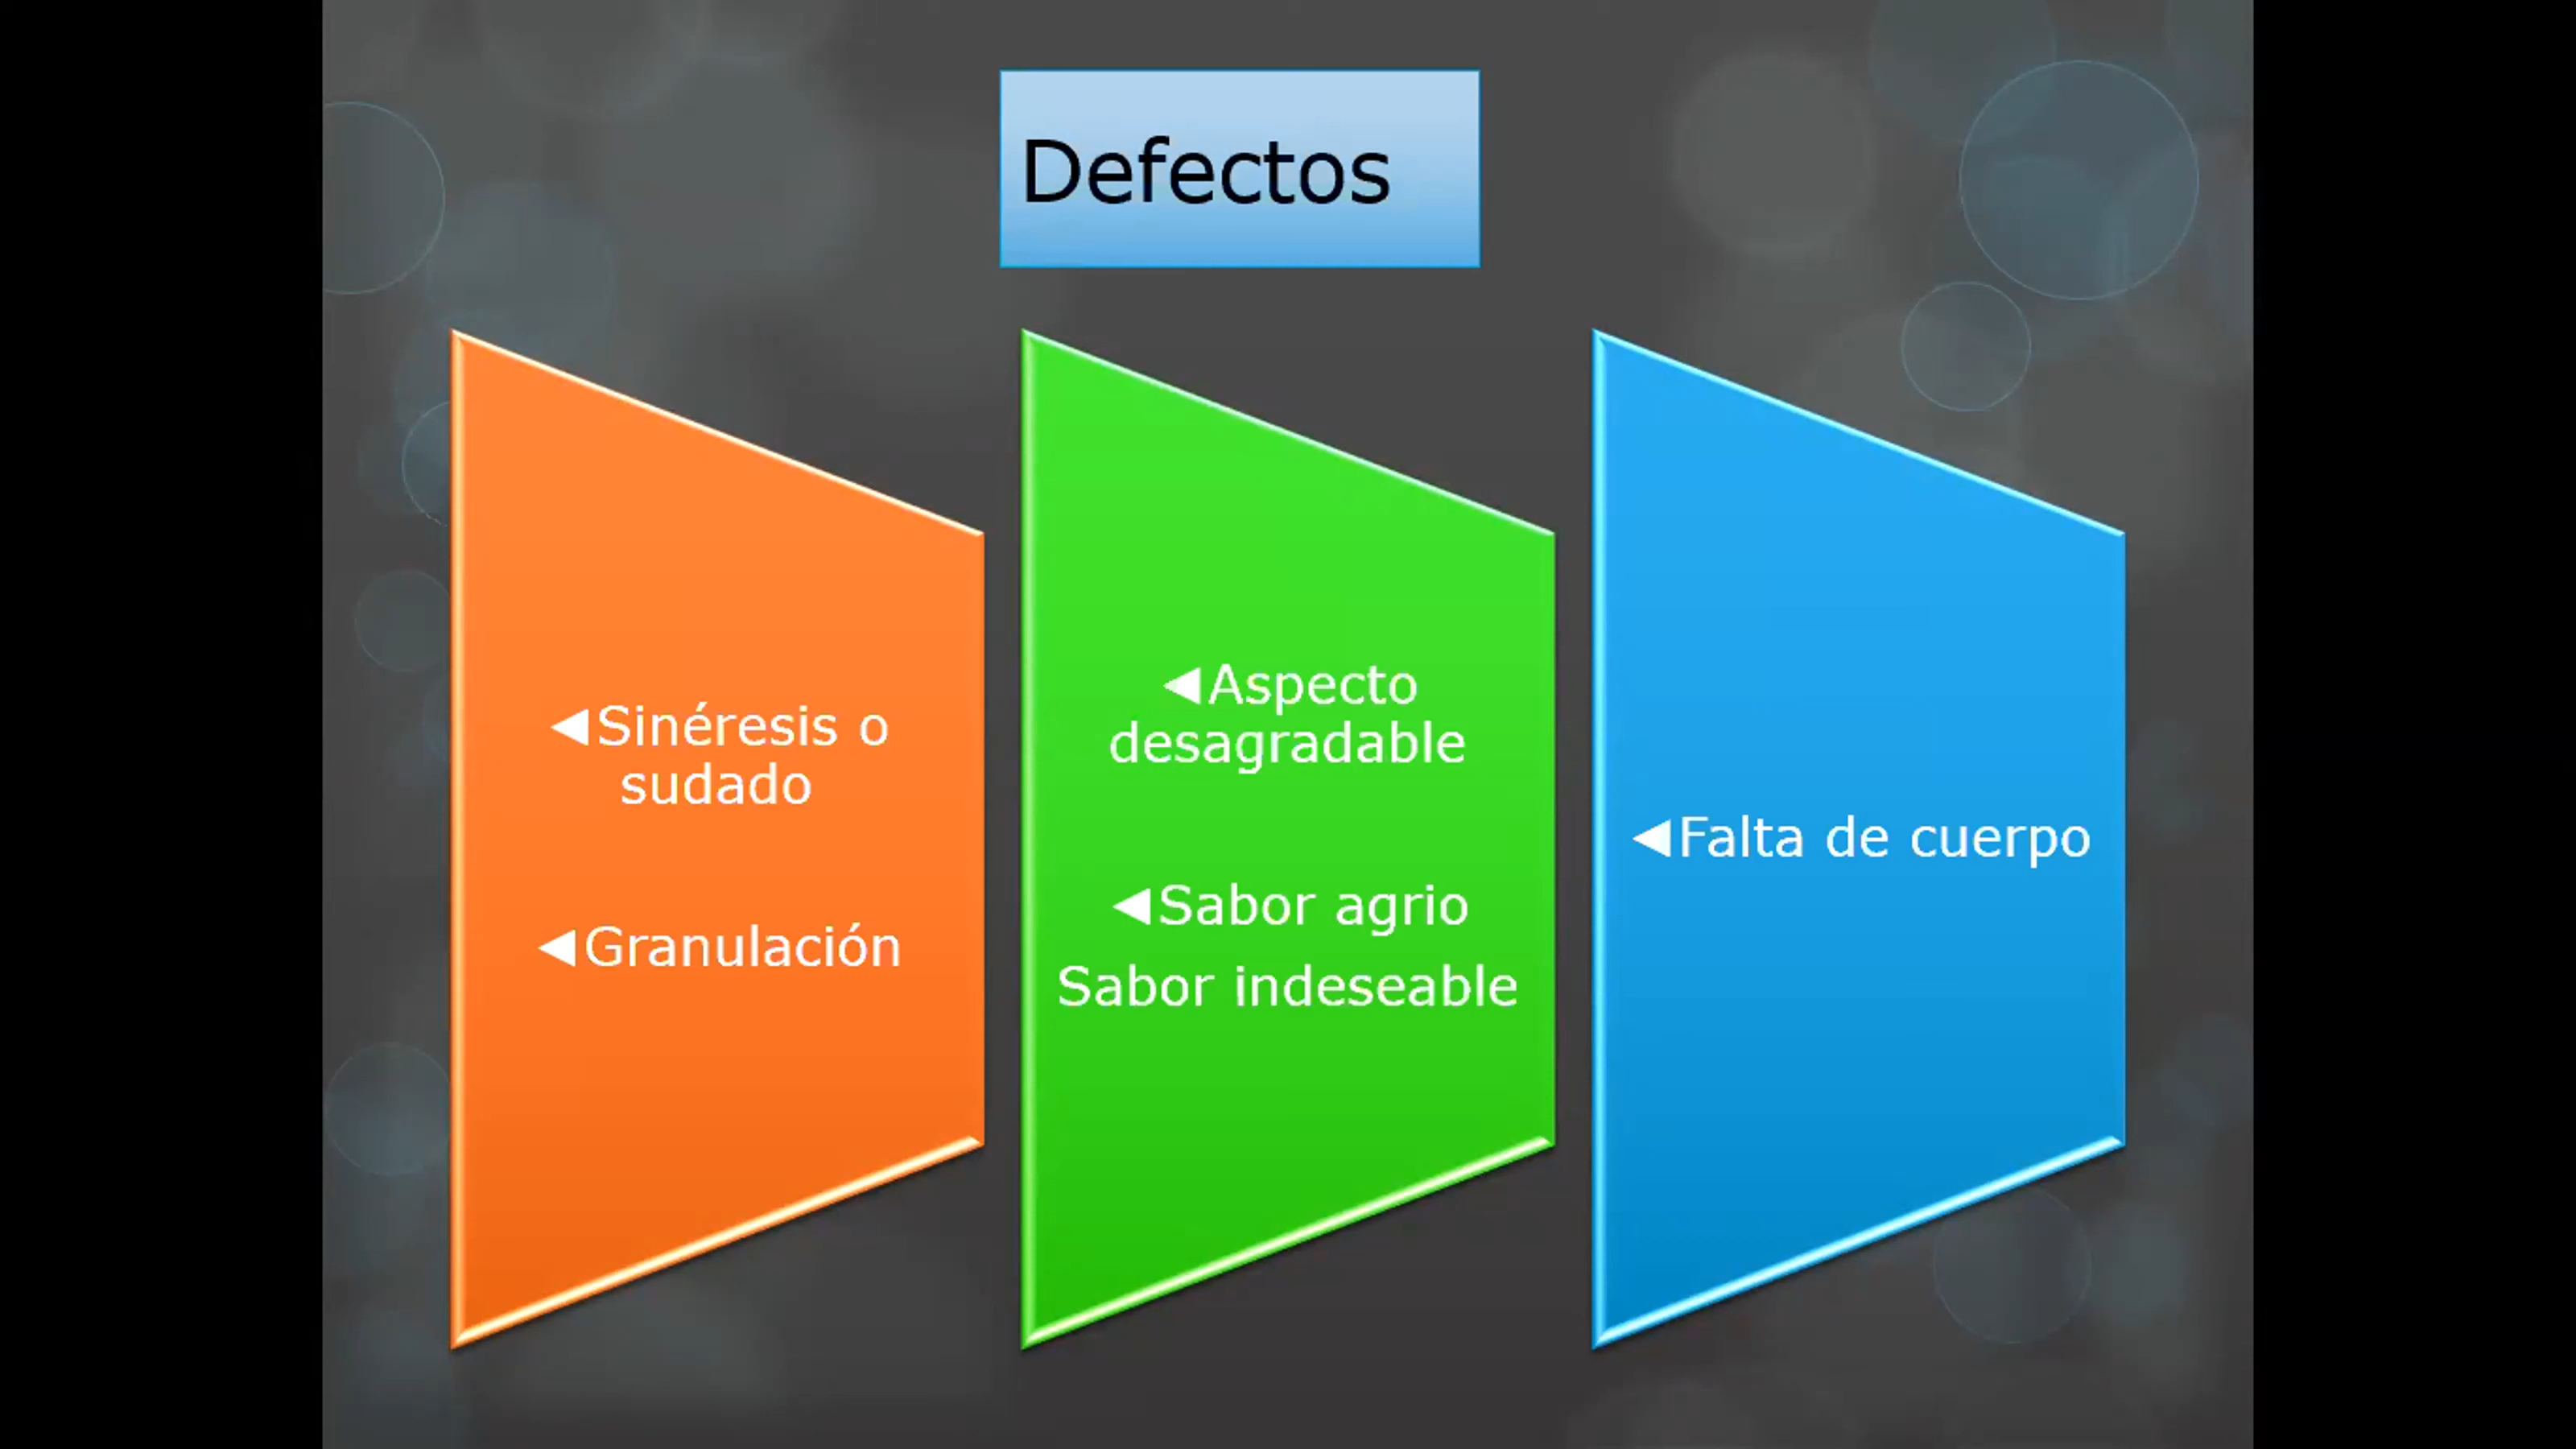 Defectos
◀Sinéresis o
sudado
◀Granulación
◀Aspecto
desagradable
◀Sabor agrio
Sabor indeseable
◀Falta de cuerpo